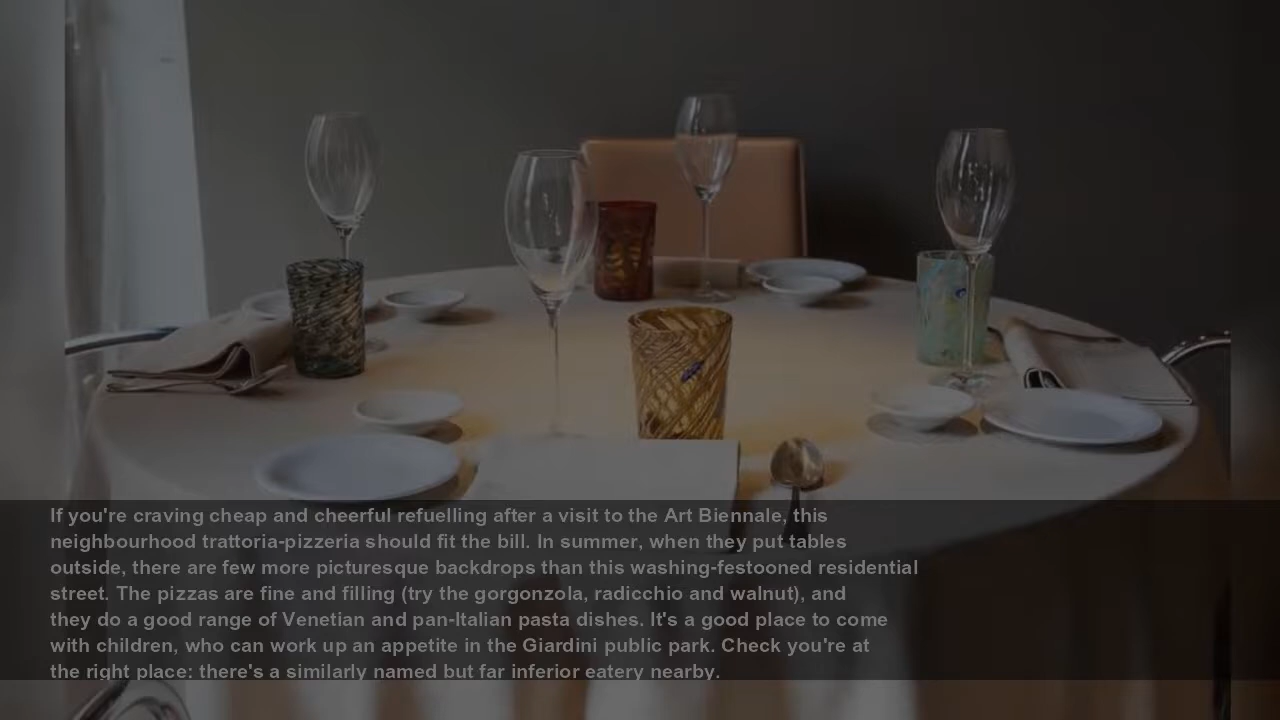 If you're craving cheap and cheerful refuelling after a visit to the Art Biennale, this
neighbourhood trattoria-pizzeria should fit the bill. In summer, when they put tables
outside, there are few more picturesque backdrops than this washing-festooned residential
street. The pizzas are fine and filling (try the gorgonzola, radicchio and walnut), and
they do a good range of Venetian and pan-Italian pasta dishes. It's a good place to come
with children, who can work up an appetite in the Giardini public park. Check you're at
the right place: there's a similarly named but far inferior eatery nearby.